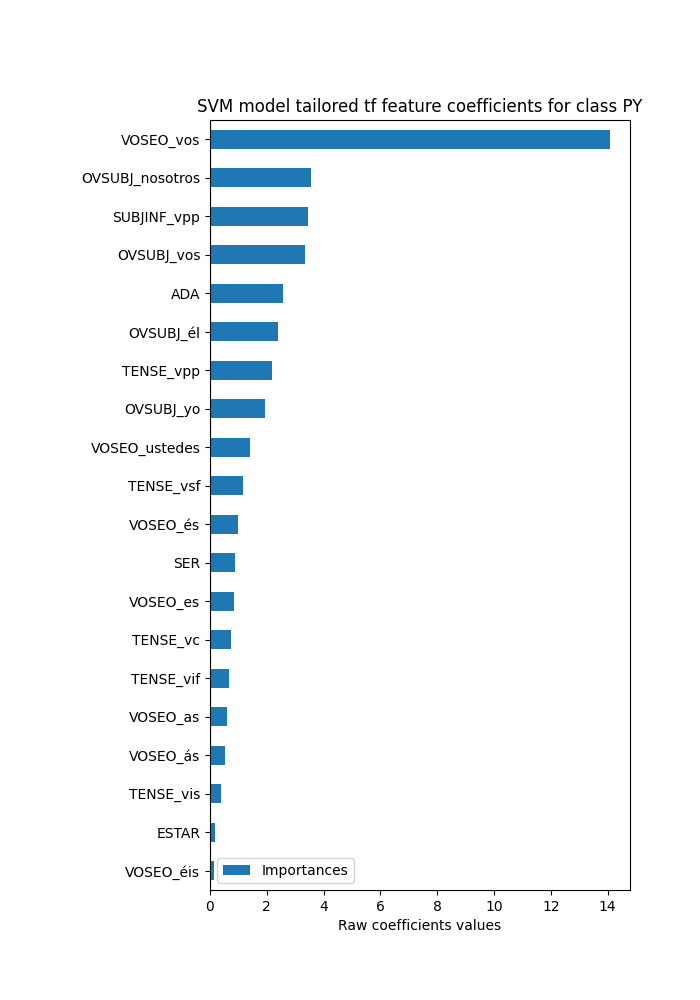 SVM model tailored tf feature coefficients for class PY
VOSEO_vos
OVSUBJ_nosotros
SUBJINF_vpp
OVSUBJ_vos
ADA
OVSUBJ_él
TENSE_vpp
OVSUBJ_yo
VOSEO_ustedes
TENSE_vsf
VOSEO_és
SER
VOSEO_es
TENSE_vc
TENSE_vif
VOSEO_as
VOSEO_ás
TENSE_vis
ESTAR
VOSEO_éis
Importances
0 2 4 6 8 10 12 14
Raw coefficients values